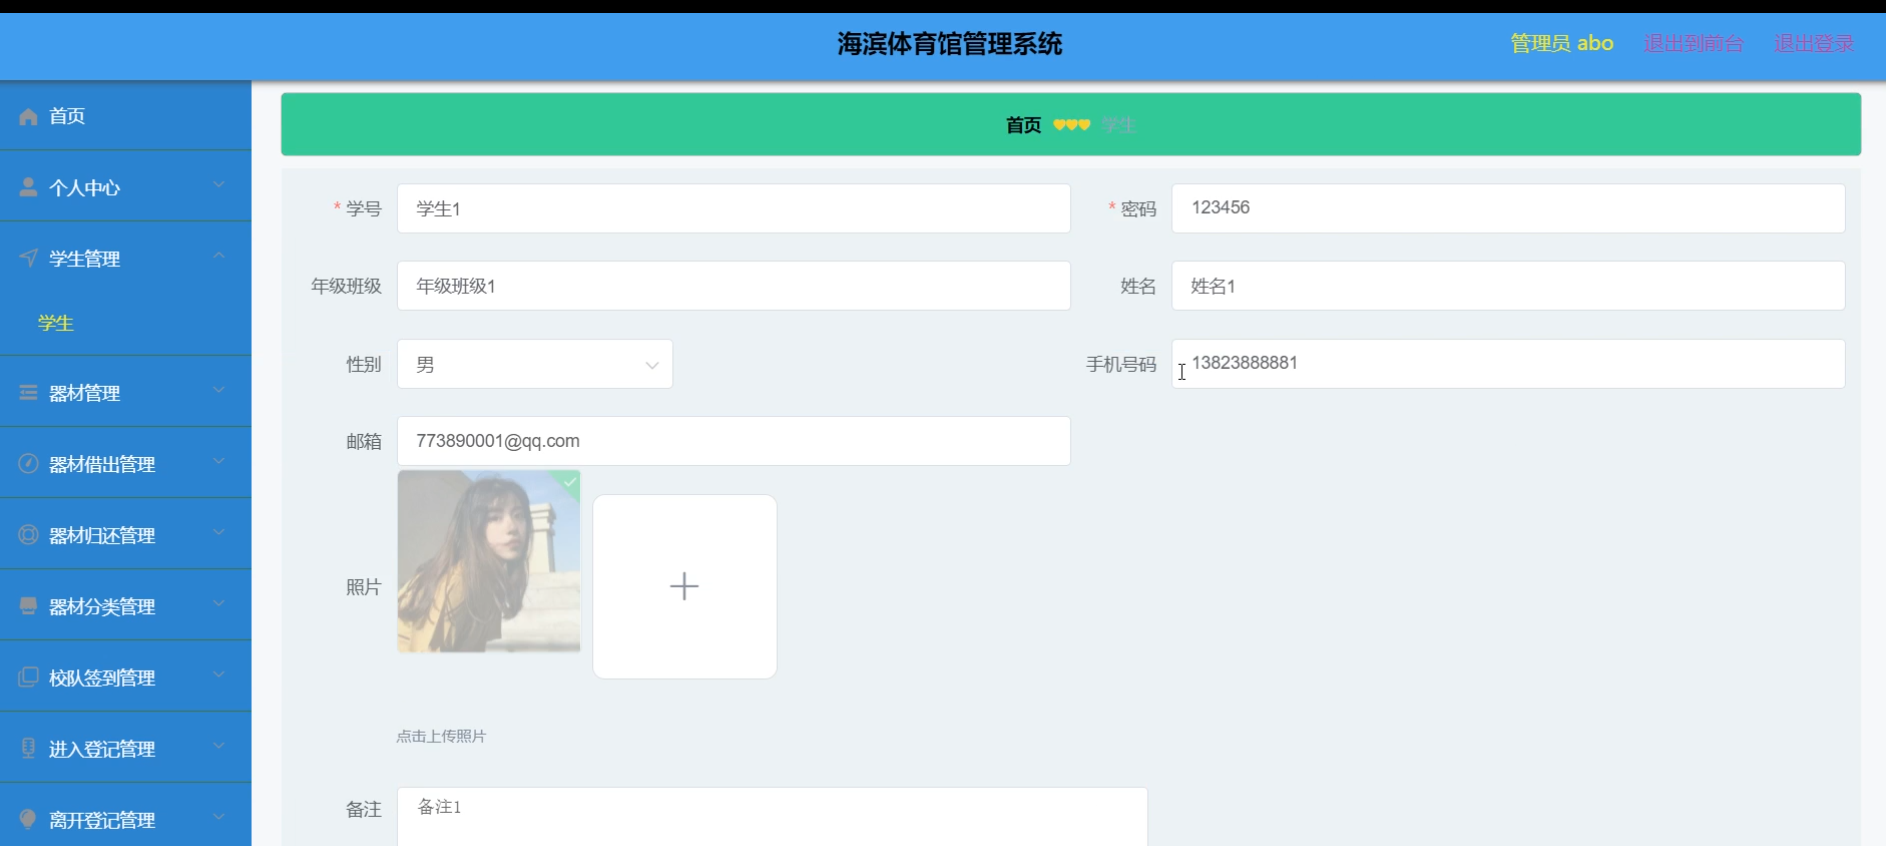 海滨体育馆管理系统
管理员 abo 退出到前台 退出登录
首页
个人中心
学生管理
学生
器材管理
器材借出管理
器材归还管理
器材分类管理
校队签到管理
进入登记管理
离开登记管理
首页 学生
* 学号 学生1 * 密码 123456
年级班级 年级班级1 姓名 姓名1
性别 男 手机号码 13823888881
邮箱 773890001@qq.com
照片
点击上传照片
备注 备注1